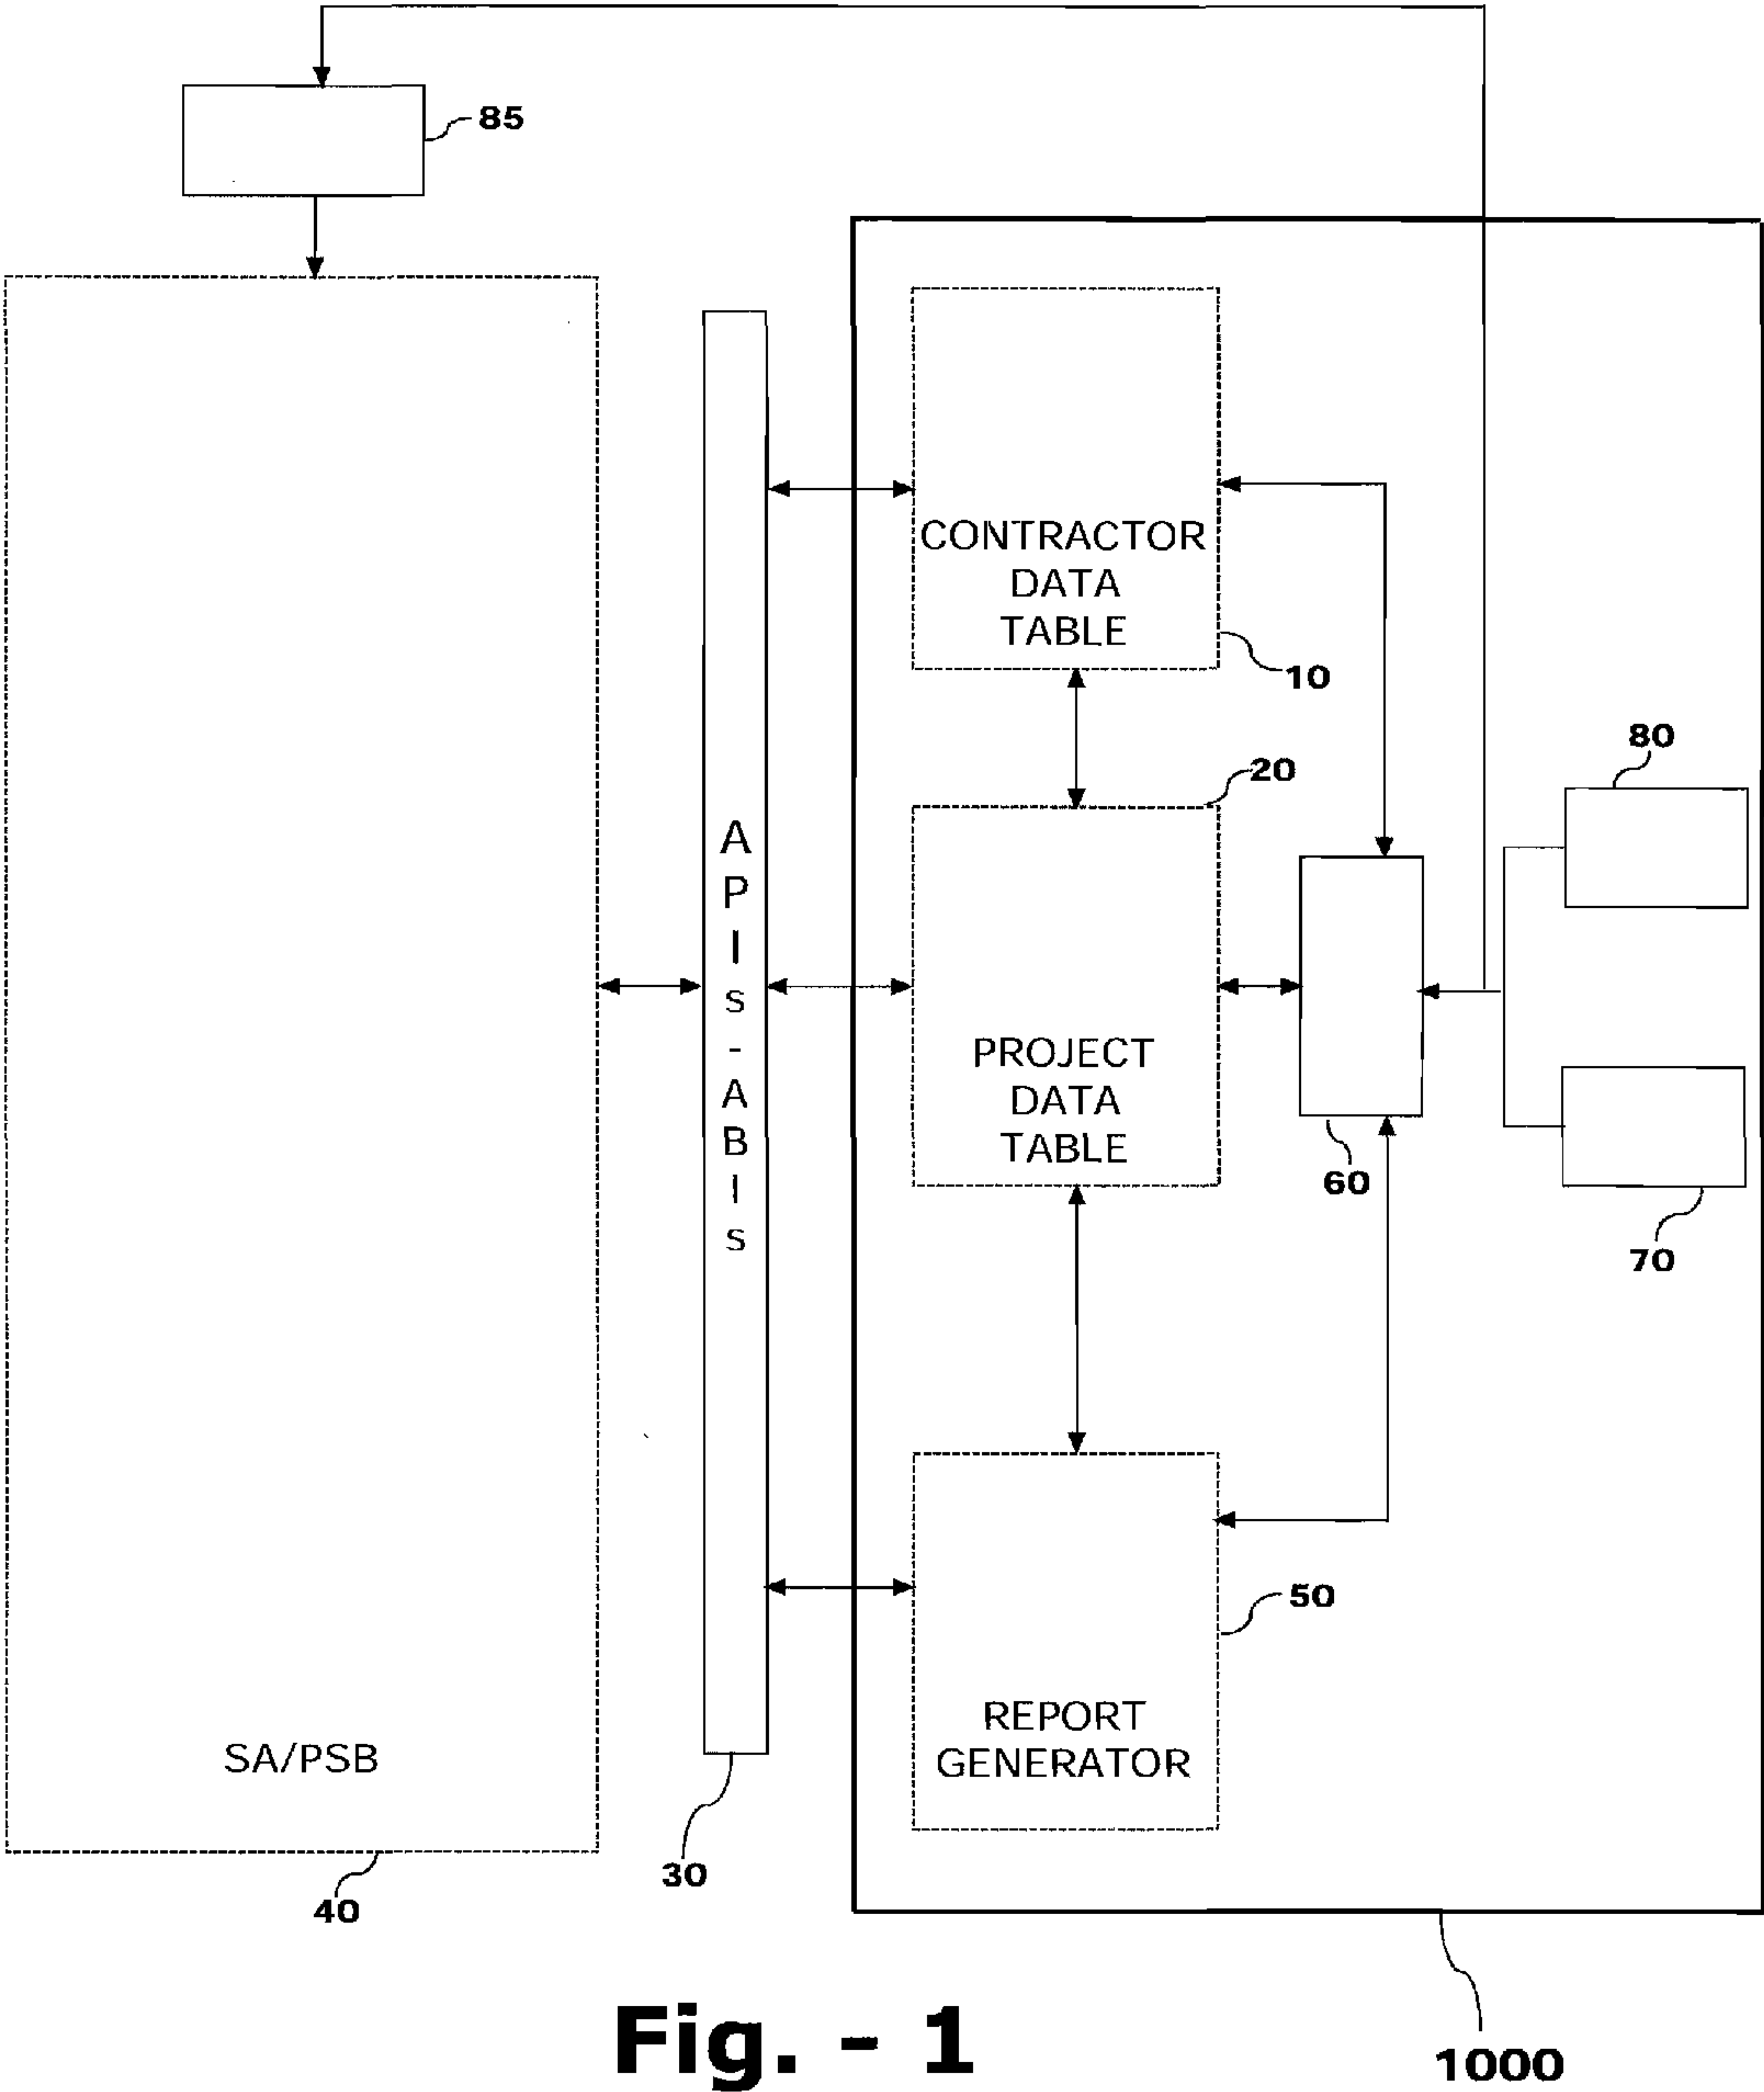 85
CONTRACTOR
DATA
TABLE
10
80
20
A
P
I
s
-
A
B
I
s
PROJECT
DATA
TABLE
60
70
50
REPORT
GENERATOR
SA/PSB
30
40
1000
Fig. - 1